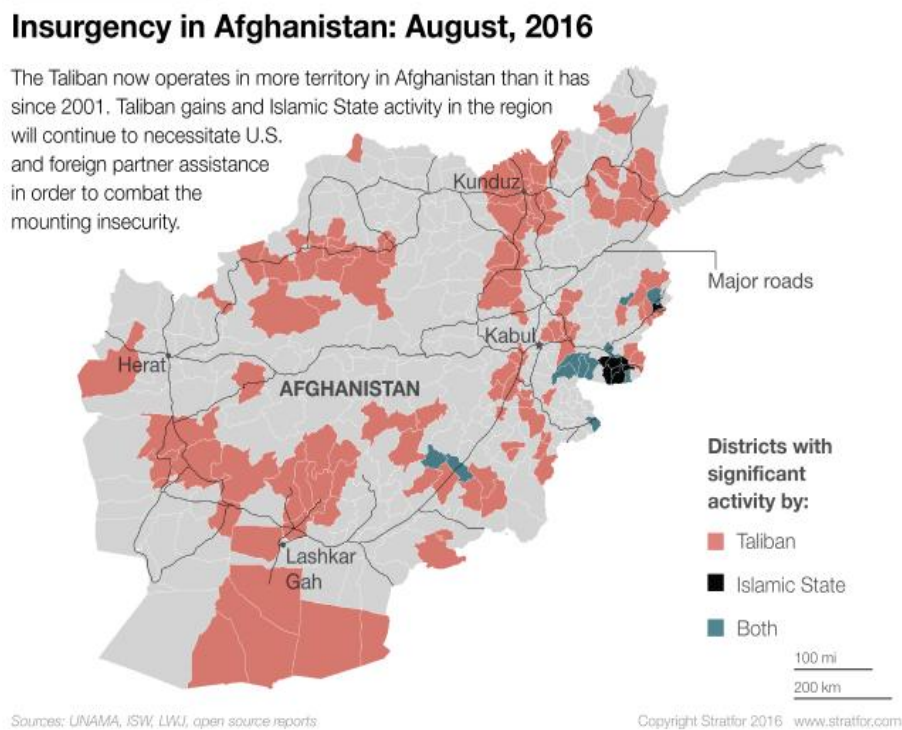 Insurgency in Afghanistan: August, 2016
The Taliban now operates in more territory in Afghanistan than it has
since 2001. Taliban gains and Islamic State activity in the region
will continue to necessitate U.S.
and foreign partner assistance
in order to combat the
mounting insecurity.
Kunduz
Major roads
Kabul
Herat
AFGHANISTAN
Lashkar
Gah
Districts with
significant
activity by:
Taliban
Islamic State
Both
100 mi
200 km
Sources: UNAMA, ISW, LWJ, open source reports
Copyright Stratfor 2016 www.stratfor.com